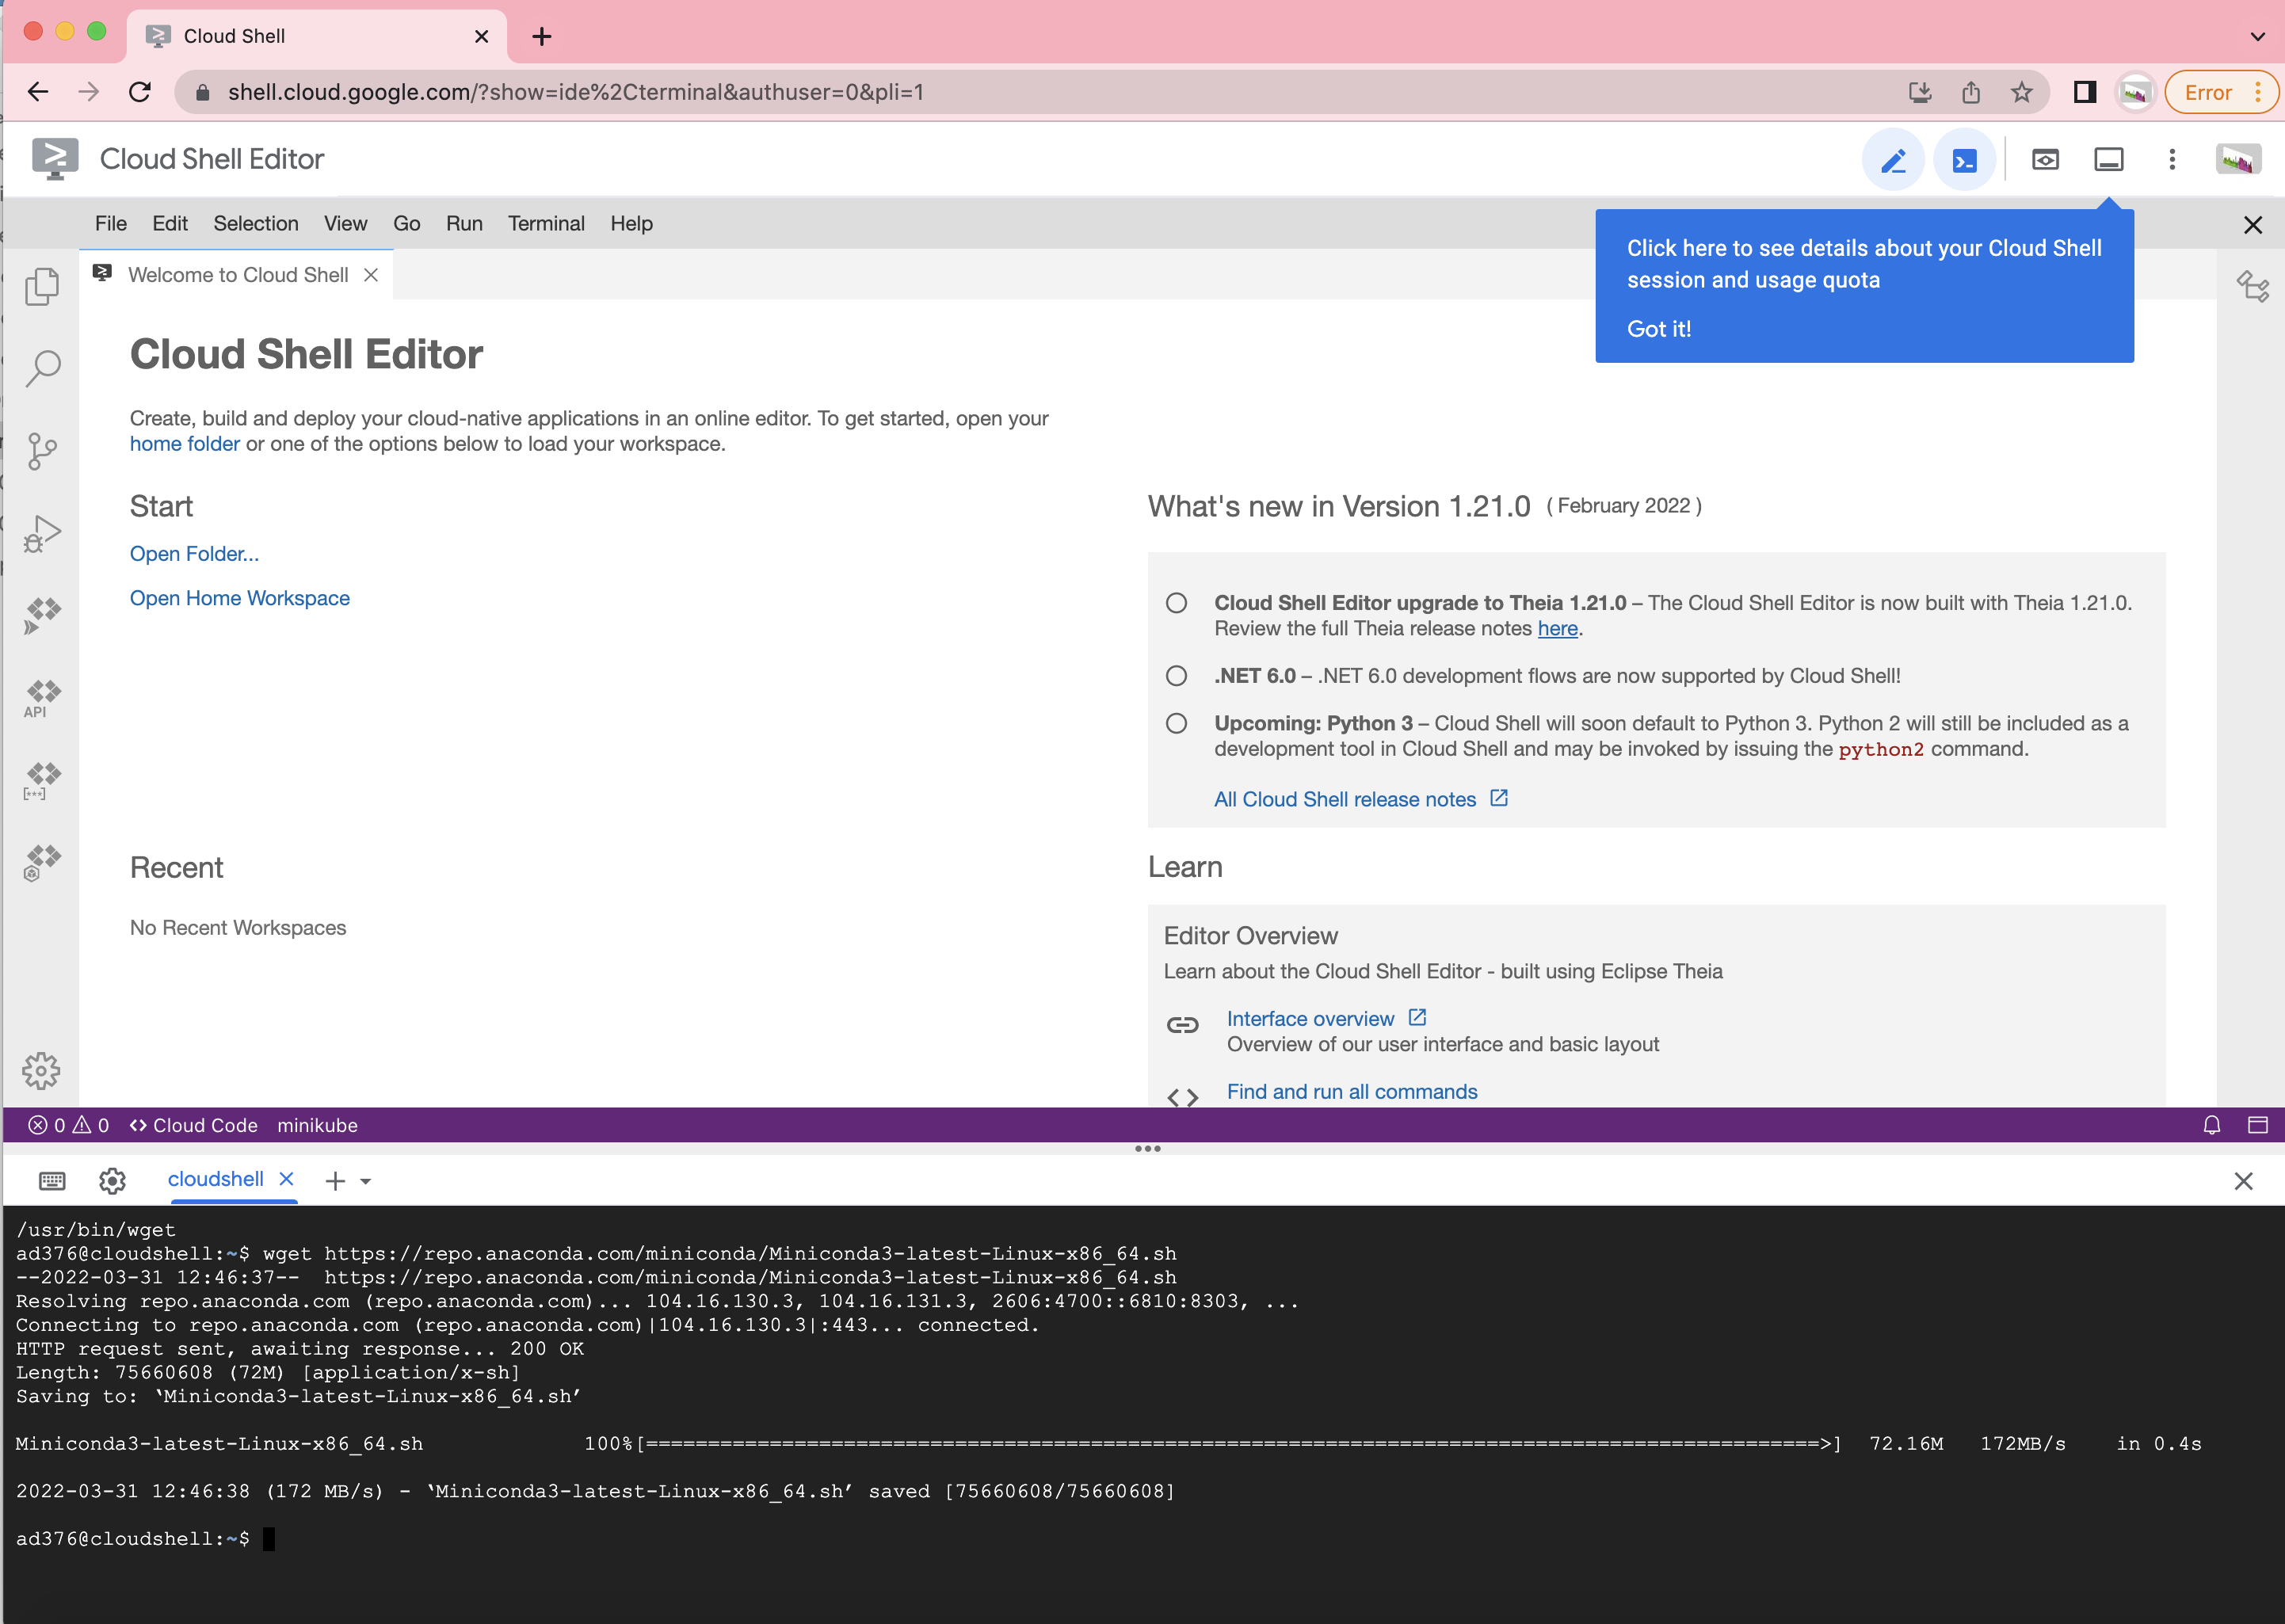 Cloud Shell
shell.cloud.google.com/?show=ide%2Cterminal&authuser=0&pli=1
Error
Cloud Shell Editor
File Edit Selection View Go Run Terminal Help
Click here to see details about your Cloud Shell
session and usage quota
Got it!
Welcome to Cloud Shell
Cloud Shell Editor
Create, build and deploy your cloud-native applications in an online editor. To get started, open your
home folder or one of the options below to load your workspace.
Start
Open Folder...
Open Home Workspace
What's new in Version 1.21.0 ( February 2022 )
Cloud Shell Editor upgrade to Theia 1.21.0 – The Cloud Shell Editor is now built with Theia 1.21.0.
Review the full Theia release notes here.
.NET 6.0 – .NET 6.0 development flows are now supported by Cloud Shell!
Upcoming: Python 3 – Cloud Shell will soon default to Python 3. Python 2 will still be included as a
development tool in Cloud Shell and may be invoked by issuing the python2 command.
All Cloud Shell release notes
API
Recent
No Recent Workspaces
Learn
Editor Overview
Learn about the Cloud Shell Editor - built using Eclipse Theia
Interface overview
Overview of our user interface and basic layout
Find and run all commands
0 0 <> Cloud Code minikube
cloudshell
/usr/bin/wget
ad376@cloudshell:~$ wget https://repo.anaconda.com/miniconda/Miniconda3-latest-Linux-x86_64.sh
--2022-03-31 12:46:37--  https://repo.anaconda.com/miniconda/Miniconda3-latest-Linux-x86_64.sh
Resolving repo.anaconda.com (repo.anaconda.com)... 104.16.130.3, 104.16.131.3, 2606:4700::6810:8303, ...
Connecting to repo.anaconda.com (repo.anaconda.com)|104.16.130.3|:443... connected.
HTTP request sent, awaiting response... 200 OK
Length: 75660608 (72M) [application/x-sh]
Saving to: ‘Miniconda3-latest-Linux-x86_64.sh’
Miniconda3-latest-Linux-x86_64.sh 100%[===============================================================================================>] 72.16M 172MB/s in 0.4s
2022-03-31 12:46:38 (172 MB/s) - ‘Miniconda3-latest-Linux-x86_64.sh’ saved [75660608/75660608]
ad376@cloudshell:~$